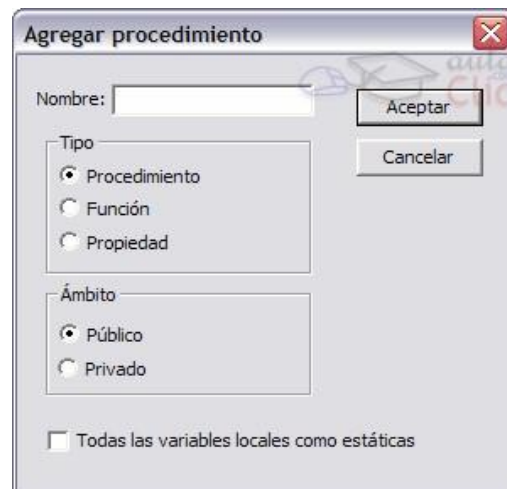 Agregar procedimiento
Nombre:
Aceptar
Tipo
Cancelar
Procedimiento
Función
Propiedad
Ámbito
Público
Privado
Todas las variables locales como estáticas